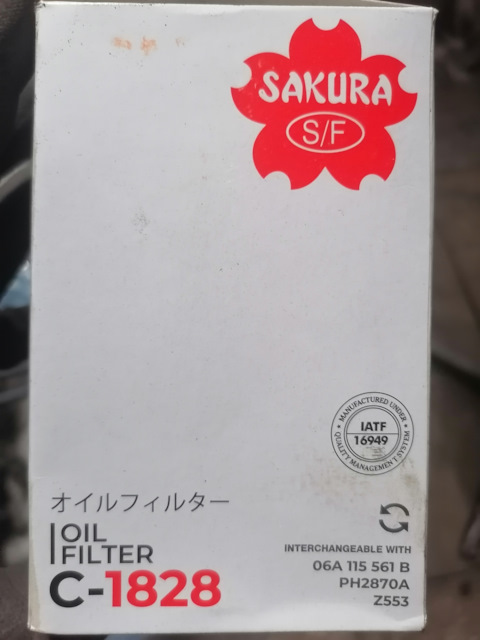 SAKURA
S/F
MANUFACTURED UNDER
IATF
16949
QUALITY MANAGEMENT SYSTEM
オイルフィルター
OIL
FILTER
C-1828
INTERCHANGEABLE WITH
06A 115 561 B
PH2870A
Z553